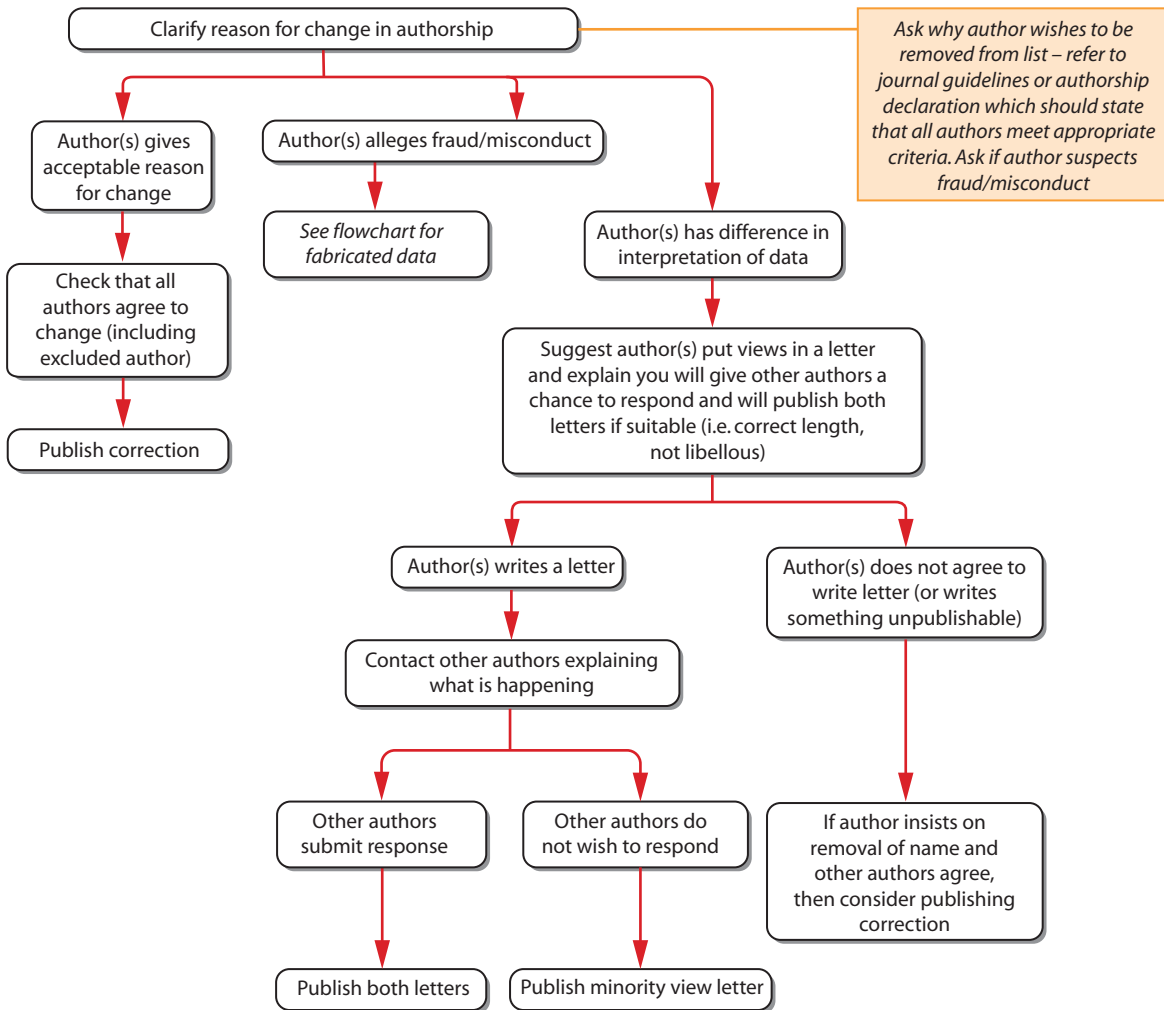 Clarify reason for change in authorship
Ask why author wishes to be
removed from list – refer to
journal guidelines or authorship
declaration which should state
that all authors meet appropriate
criteria. Ask if author suspects
fraud/misconduct
Author(s) gives
acceptable reason
for change
Author(s) alleges fraud/misconduct
See flowchart for
fabricated data
Author(s) has difference in
interpretation of data
Check that all
authors agree to
change (including
excluded author)
Publish correction
Suggest author(s) put views in a letter
and explain you will give other authors a
chance to respond and will publish both
letters if suitable (i.e. correct length,
not libellous)
Author(s) writes a letter
Author(s) does not agree to
write letter (or writes
something unpublishable)
Contact other authors explaining
what is happening
Other authors
submit response
Other authors do
not wish to respond
If author insists on
removal of name and
other authors agree,
then consider publishing
correction
Publish both letters
Publish minority view letter